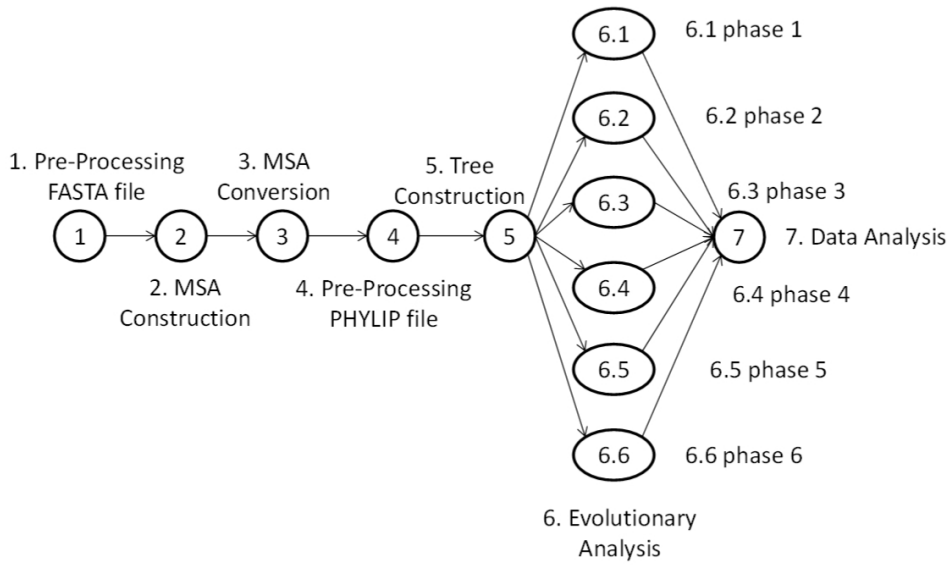 6.1
6.1 phase 1
6.2
6.2 phase 2
1. Pre-Processing
FASTA file
3. MSA
Conversion
5. Tree
Construction
6.3
6.3 phase 3
1
2
3
4
5
7
7. Data Analysis
2. MSA
Construction
4. Pre-Processing
PHYLIP file
6.4
6.4 phase 4
6.5
6.5 phase 5
6.6
6.6 phase 6
6. Evolutionary
Analysis